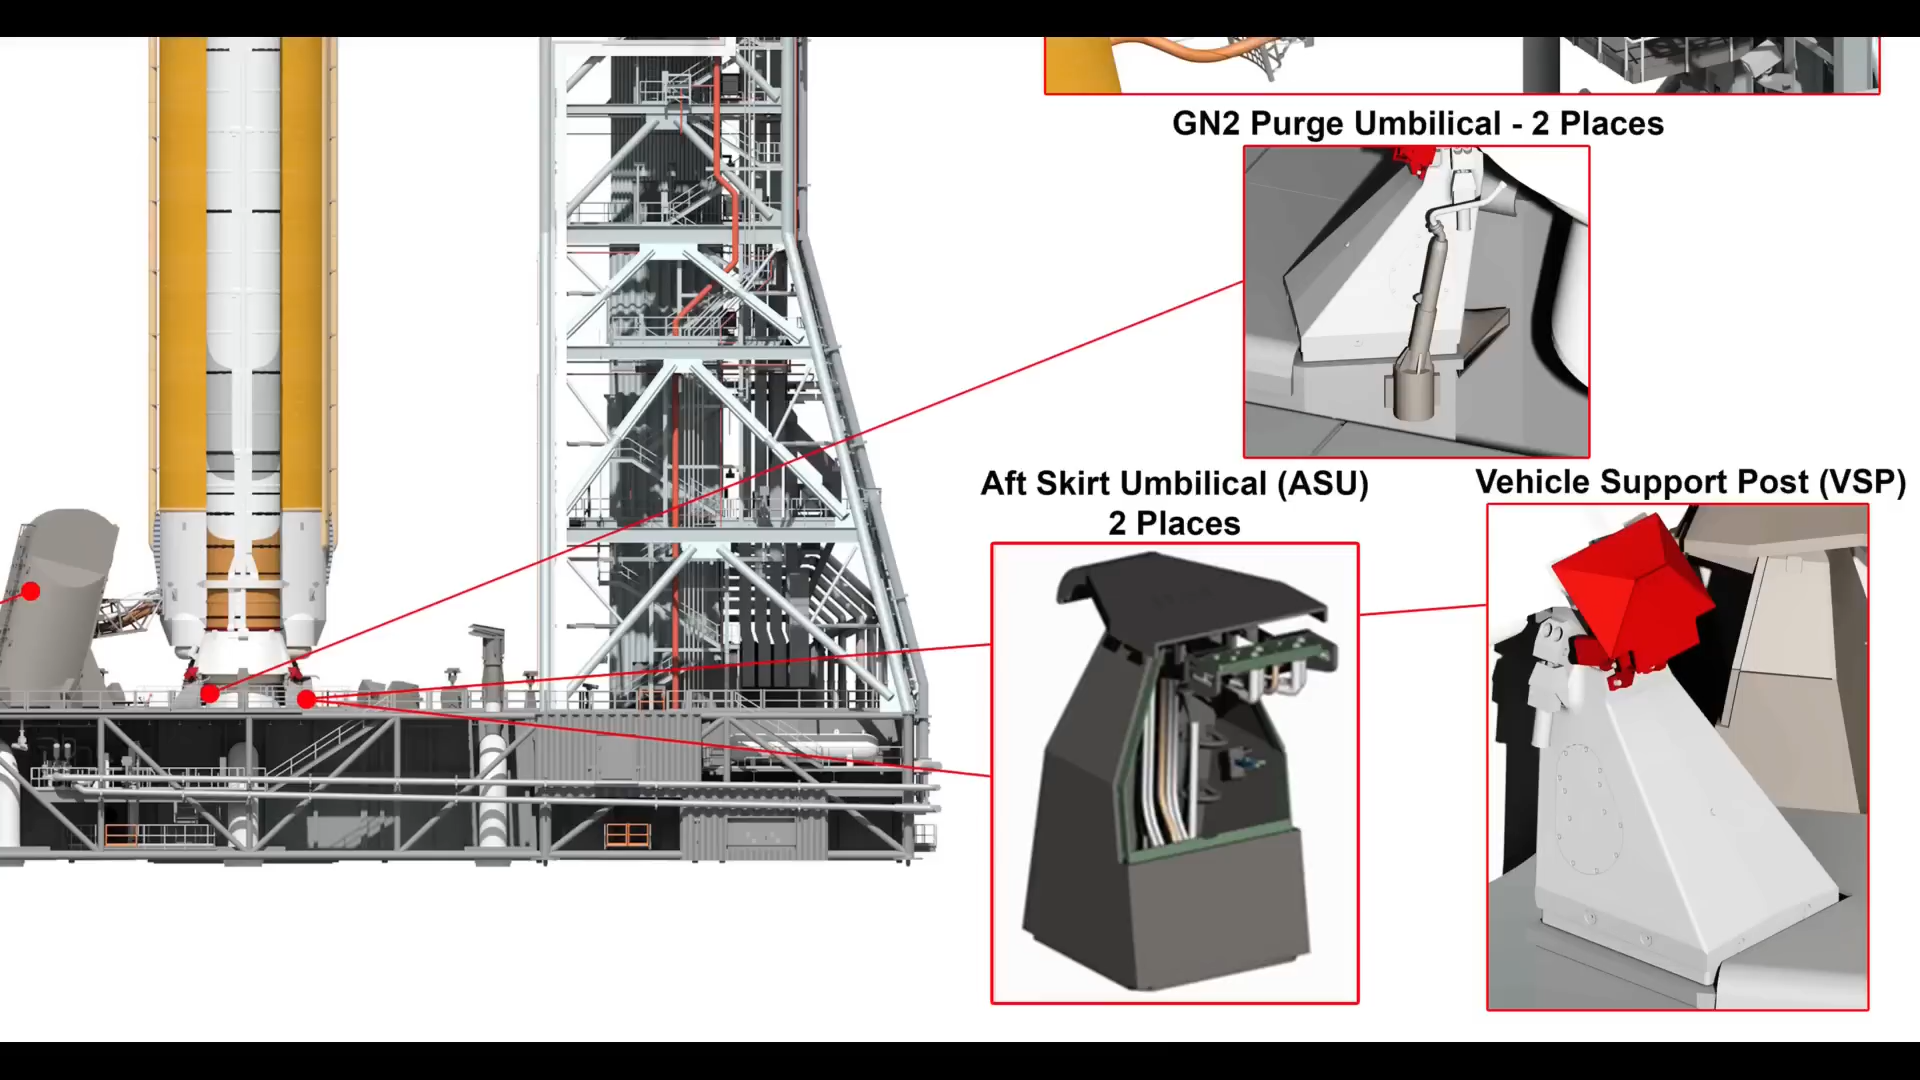 GN2 Purge Umbilical - 2 Places
Aft Skirt Umbilical (ASU)
2 Places
Vehicle Support Post (VSP)